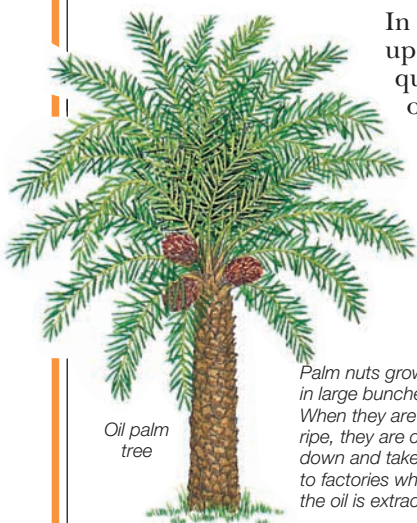 In
up
qu
o
Oil palm
tree
Palm nuts grow
in large bunche
When they are
ripe, they are c
down and take
to factories wh
the oil is extrac